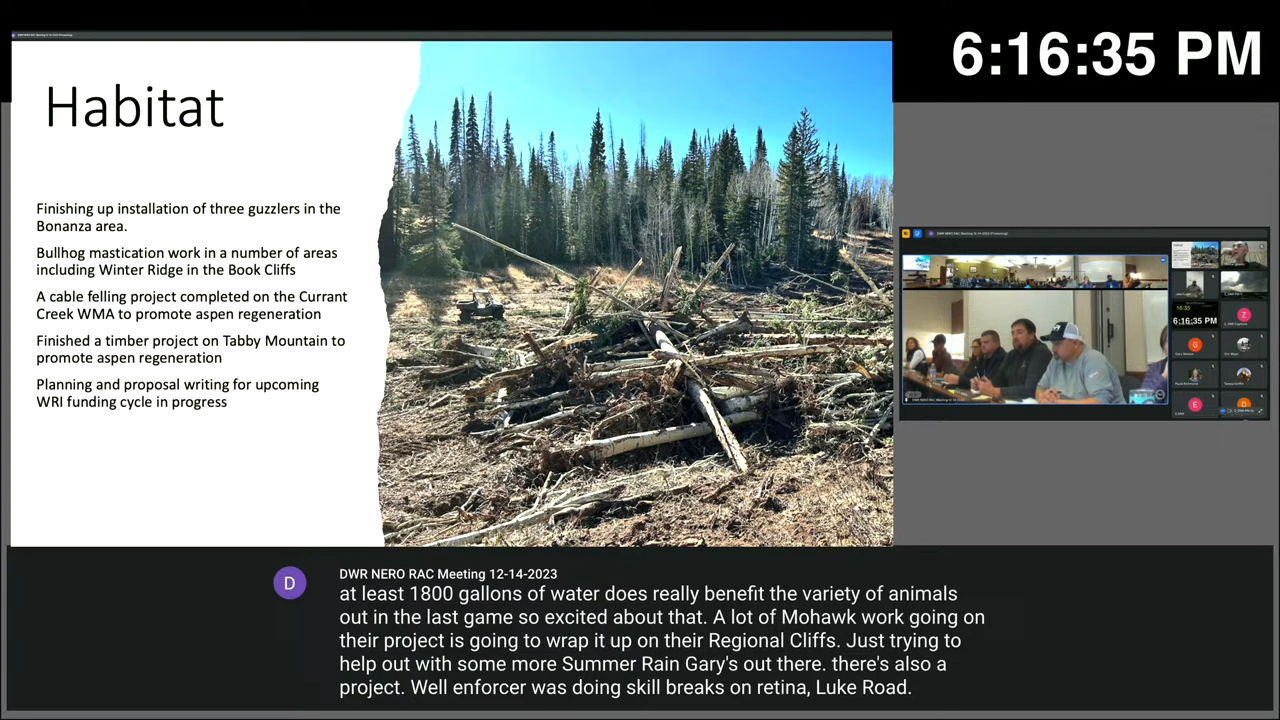 6:16:35 PM
Habitat
Finishing up installation of three guzzlers in the
Bonanza area.
Bullhog mastication work in a number of areas
including Winter Ridge in the Book Cliffs
A cable felling project completed on the Currant
Creek WMA to promote aspen regeneration
Finished a timber project on Tabby Mountain to
promote aspen regeneration
Planning and proposal writing for upcoming
WRI funding cycle in progress
6:16:35 PM
Z
G
E
D
D
DWR NERO RAC Meeting 12-14-2023
at least 1800 gallons of water does really benefit the variety of animals
out in the last game so excited about that. A lot of Mohawk work going on
their project is going to wrap it up on their Regional Cliffs. Just trying to
help out with some more Summer Rain Gary's out there. there's also a
project. Well enforcer was doing skill breaks on retina, Luke Road.